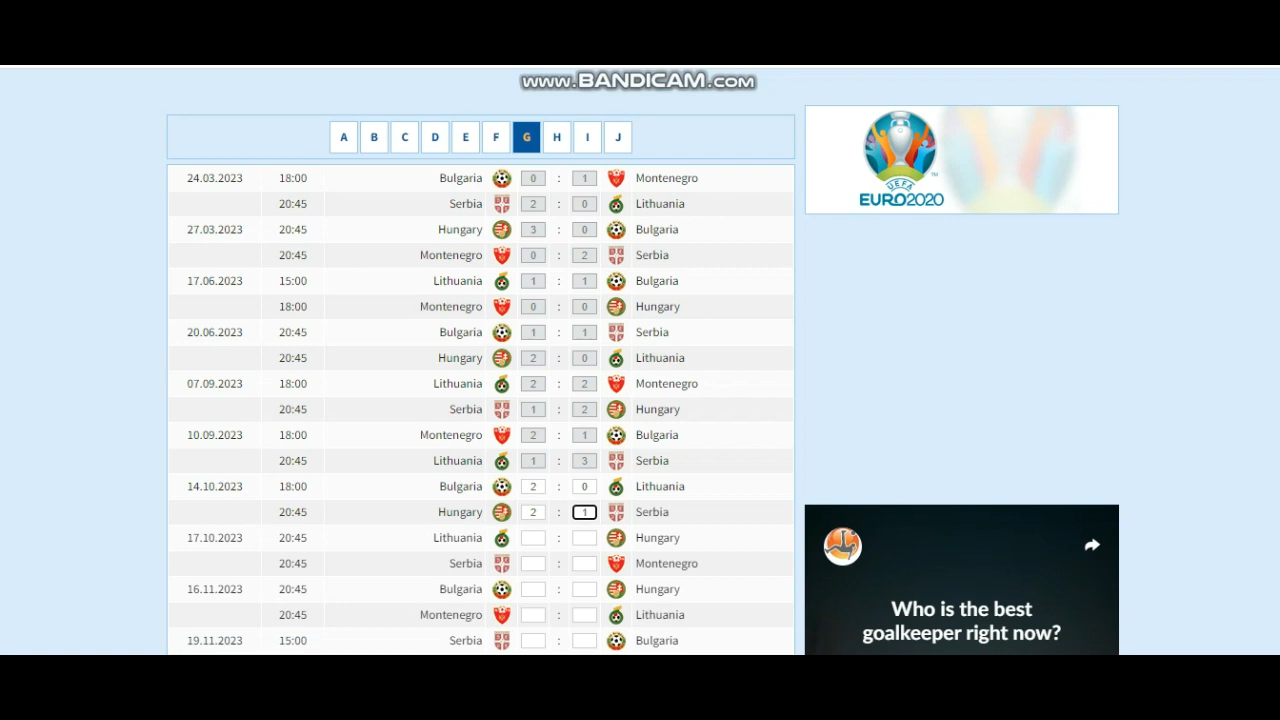 www.BANDICAM.com
A B C D E F G H I J
24.03.2023 18:00 Bulgaria 0 : 1 Montenegro
20:45 Serbia 2 : 0 Lithuania
27.03.2023 20:45 Hungary 3 : 0 Bulgaria
20:45 Montenegro 0 : 2 Serbia
17.06.2023 15:00 Lithuania 1 : 1 Bulgaria
18:00 Montenegro 0 : 0 Hungary
20.06.2023 20:45 Bulgaria 1 : 1 Serbia
20:45 Hungary 2 : 0 Lithuania
07.09.2023 18:00 Lithuania 2 : 2 Montenegro
20:45 Serbia 1 : 2 Hungary
10.09.2023 18:00 Montenegro 2 : 1 Bulgaria
20:45 Lithuania 1 : 3 Serbia
14.10.2023 18:00 Bulgaria 2 : 0 Lithuania
20:45 Hungary 2 : 1 Serbia
17.10.2023 20:45 Lithuania : Hungary
20:45 Serbia : Montenegro
16.11.2023 20:45 Bulgaria : Hungary
20:45 Montenegro : Lithuania
19.11.2023 15:00 Serbia : Bulgaria
TM
UEFA
EURO2020
Who is the best
goalkeeper right now?